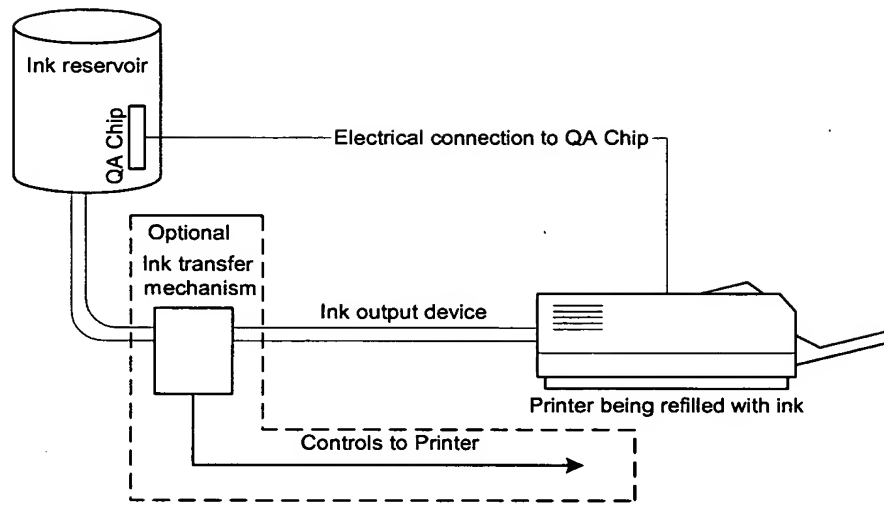 Ink reservoir
QA Chip
Electrical connection to QA Chip
Optional
Ink transfer
mechanism
Ink output device
Printer being refilled with ink
Controls to Printer